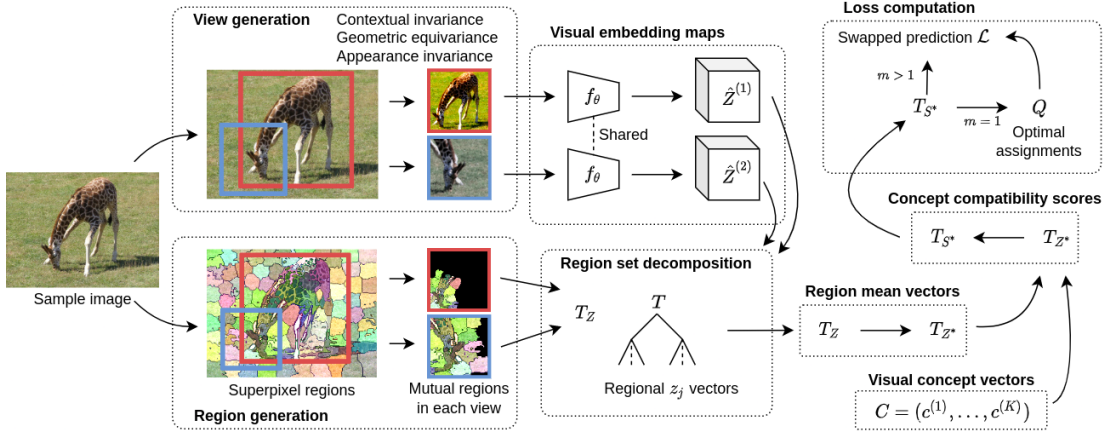 View generation
Contextual invariance
Geometric equivariance
Appearance invariance
Visual embedding maps
f_θ
Ẑ^(1)
Shared
f_θ
Ẑ^(2)
Loss computation
Swapped prediction 𝓛
m > 1
T_{S*}
m = 1
Q
Optimal
assignments
Sample image
Superpixel regions
Mutual regions
in each view
Region generation
Region set decomposition
T_Z
T
Regional z_j vectors
Concept compatibility scores
T_{S*}
T_{Z*}
Region mean vectors
T_Z
T_{Z*}
Visual concept vectors
C = (c^(1), . . . , c^(K))